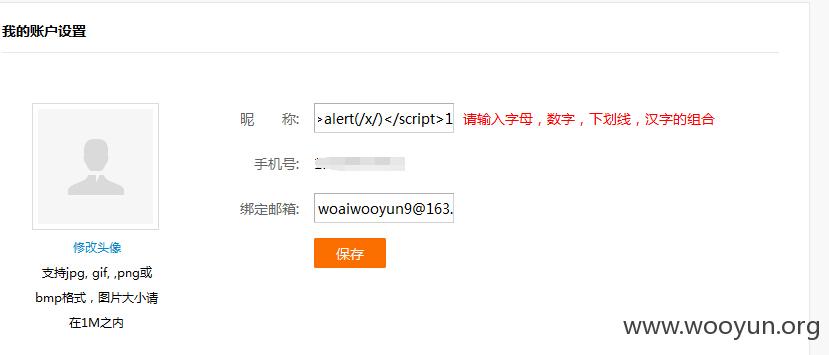 我的账户设置
昵 称: >alert(/x/)</script>1 请输入字母，数字，下划线，汉字的组合
手机号:
绑定邮箱: woaiwooyun9@163.
保存
修改头像
支持jpg, gif, ,png或
bmp格式，图片大小请
在1M之内
www.wooyun.org